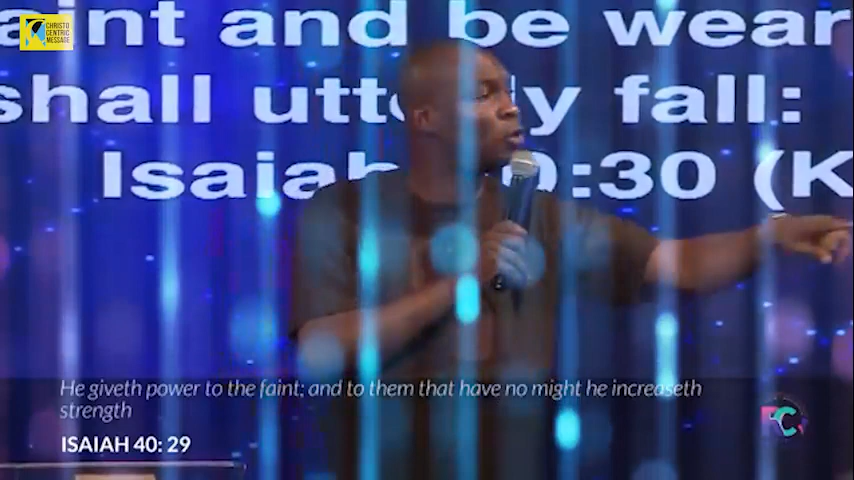 CHRISTO
CENTRIC
MESSAGE
aint and be wear
shall utt ly fall:
Isaiah 0:30 (K
He giveth power to the faint; and to them that have no might he increaseth
strength
ISAIAH 40: 29